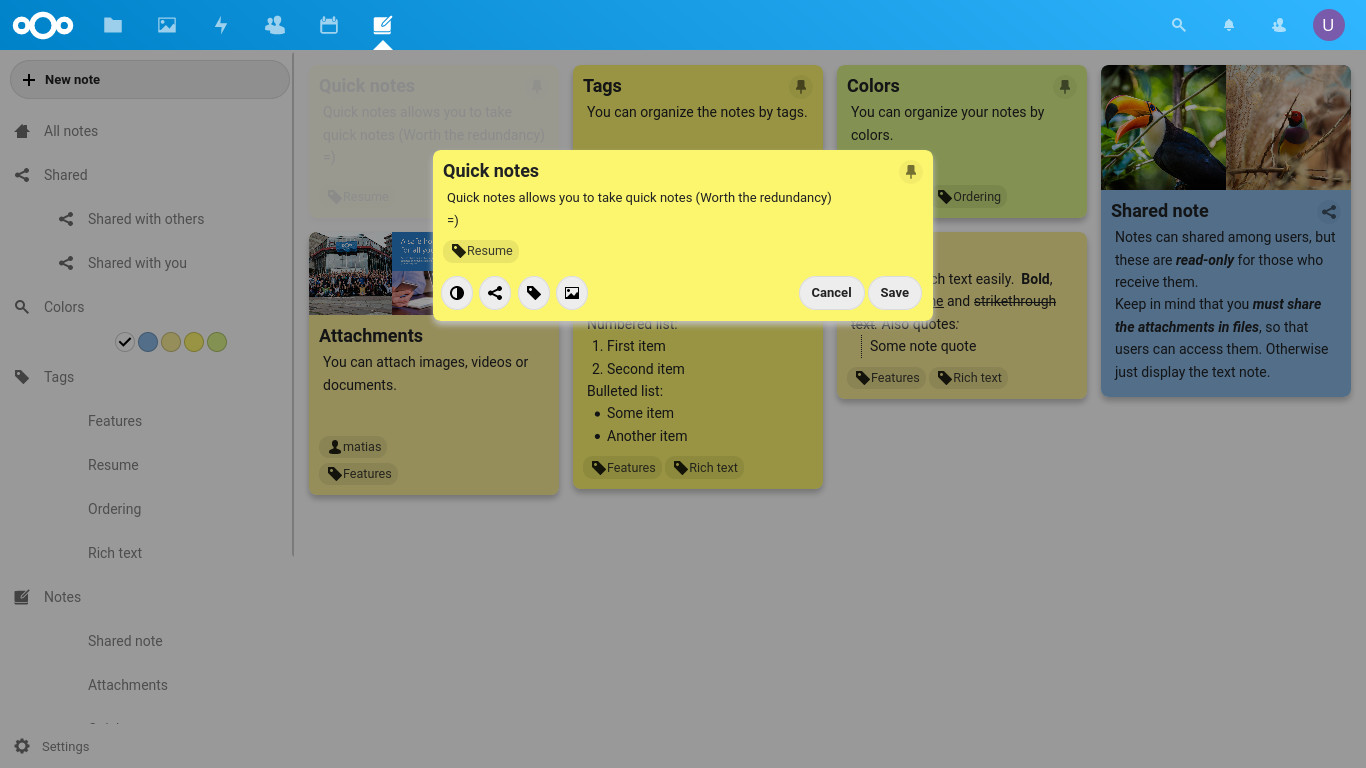 U
New note
All notes
Shared
Shared with others
Shared with you
Colors
Tags
Features
Resume
Ordering
Rich text
Notes
Shared note
Attachments
Settings
Quick notes
Quick notes allows you to take
quick notes (Worth the redundancy)
=)
Resume
Tags
You can organize the notes by tags.
Colors
You can organize your notes by
colors.
Ordering
Quick notes
Quick notes allows you to take quick notes (Worth the redundancy)
=)
Resume
Cancel
Save
Attachments
You can attach images, videos or
documents.
matias
Features
Numbered list:
1. First item
2. Second item
Bulleted list:
• Some item
• Another item
Features
Rich text
text easily. Bold,
and strikethrough
text. Also quotes:
Some note quote
Features
Rich text
Shared note
Notes can shared among users, but
these are read-only for those who
receive them.
Keep in mind that you must share
the attachments in files, so that
users can access them. Otherwise
just display the text note.